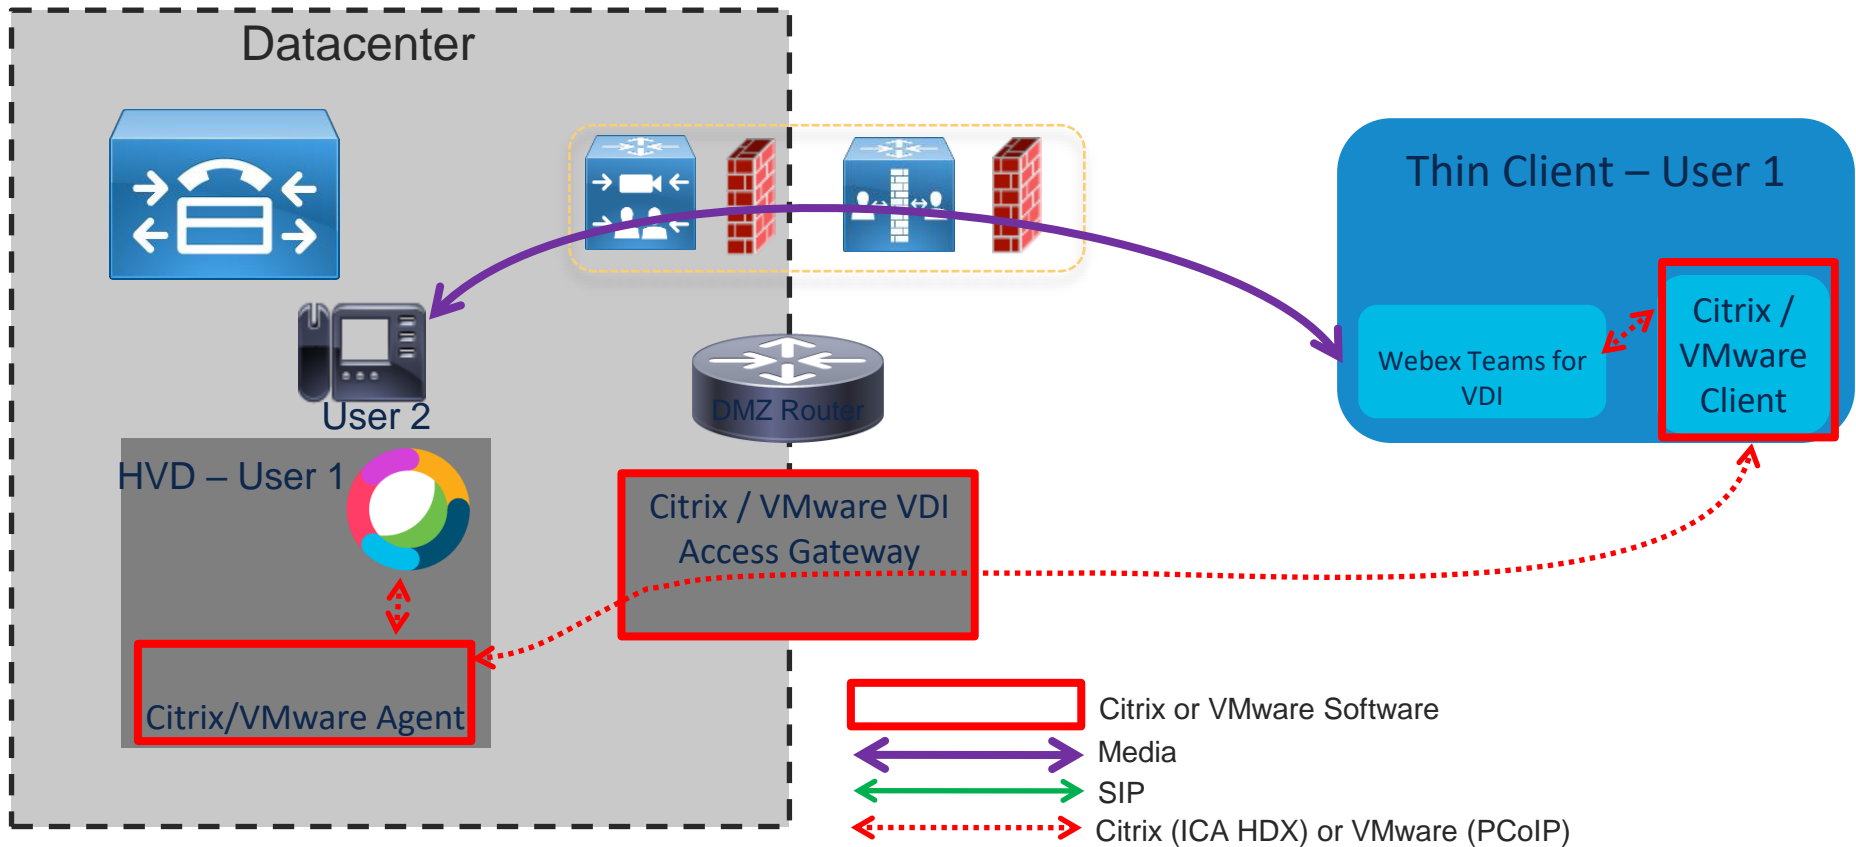 Datacenter
Thin Client – User 1
Citrix /
VMware
Client
Webex Teams for
VDI
User 2
DMZ Router
HVD – User 1
Citrix / VMware VDI
Access Gateway
Citrix/VMware Agent
Citrix or VMware Software
Media
SIP
Citrix (ICA HDX) or VMware (PCoIP)